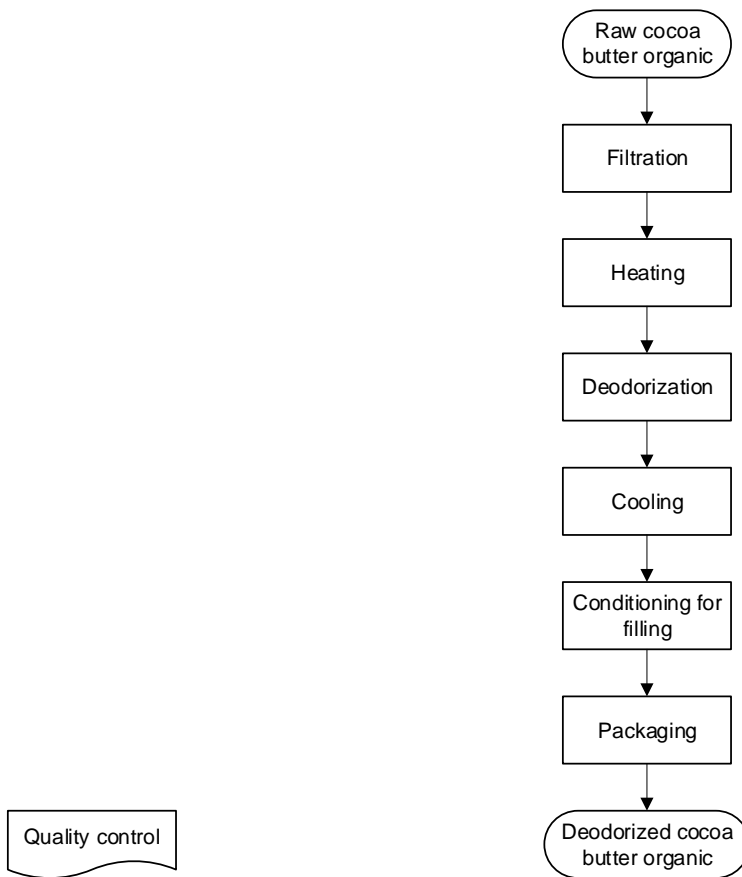 Raw cocoa
butter organic
Filtration
Heating
Deodorization
Cooling
Conditioning for
filling
Packaging
Quality control
Deodorized cocoa
butter organic